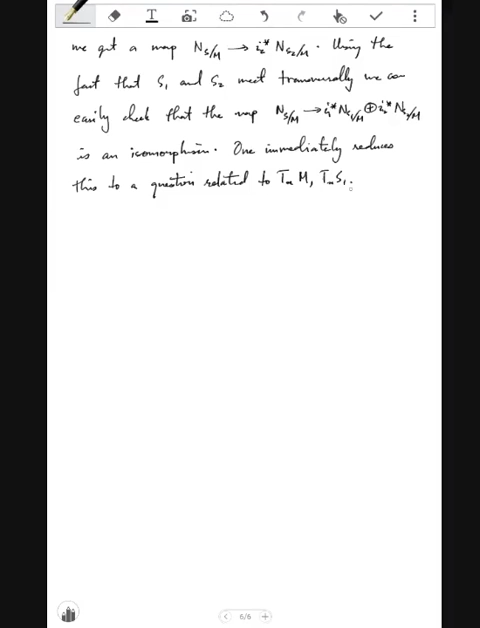 T
we get a map N_{S/M} → i_2^* N_{S_2/M}. Using the
fact that S_1 and S_2 meet transversally we can
easily check that the map N_{S/M} → i_1^* N_{S_1/M} ⊕ i_2^* N_{S_2/M}
is an isomorphism. One immediately reduces
this to a question related to T_m M, T_m S_1.
6/6